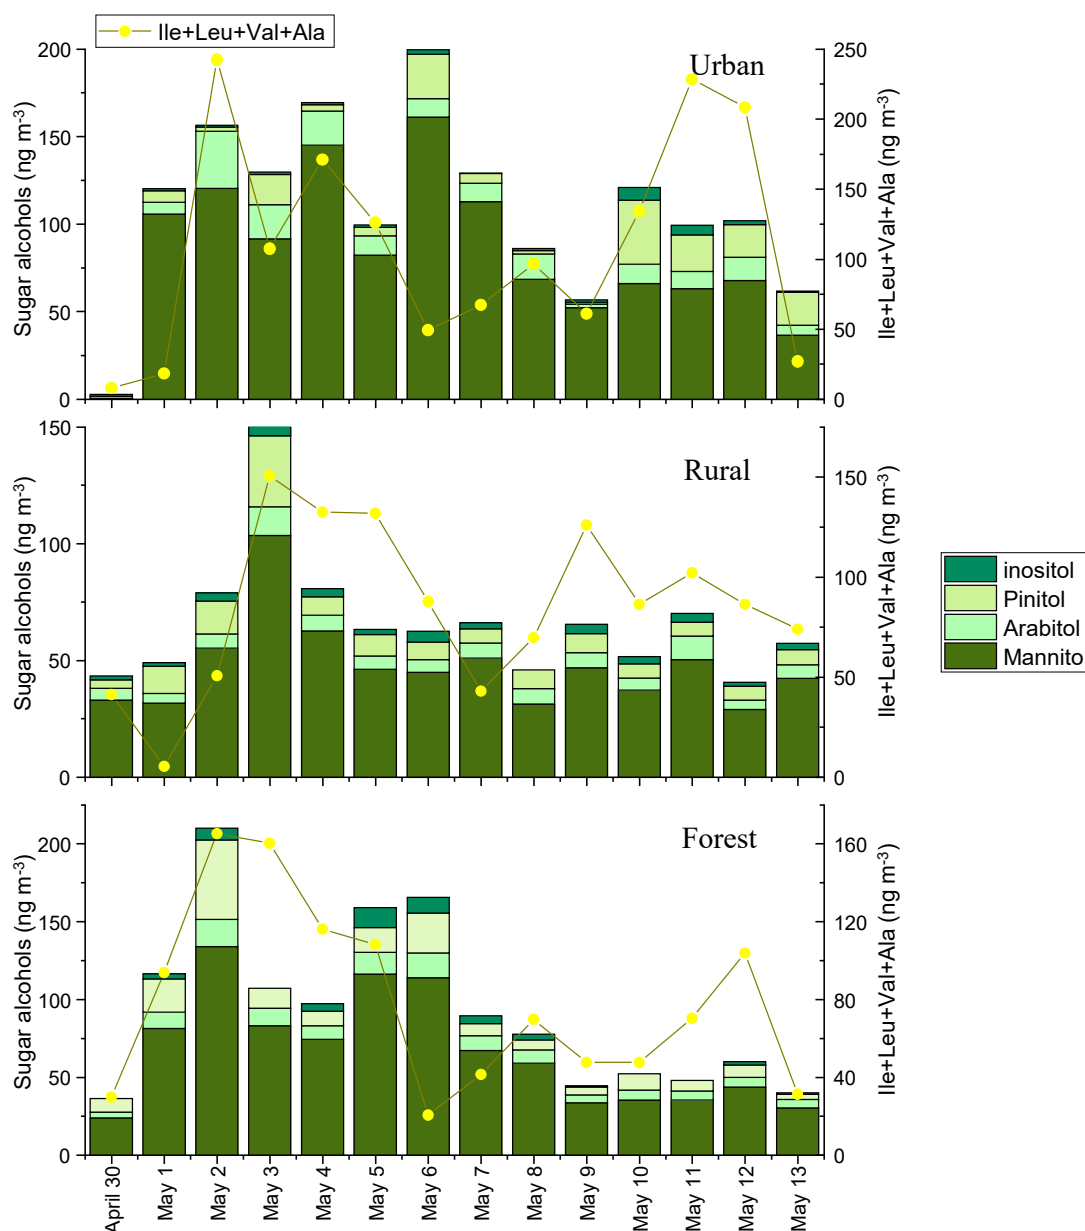 Ile+Leu+Val+Ala
Urban
Sugar alcohols (ng m-3)
200
150
100
50
0
250
200
150
100
50
0
Ile+Leu+Val+Ala (ng m-3)
Rural
Sugar alcohols (ng m-3)
150
100
50
0
150
100
50
0
Ile+Leu+Val+Ala (ng m-3)
inositol
Pinitol
Arabitol
Mannito
Forest
Sugar alcohols (ng m-3)
200
150
100
50
0
160
120
80
40
0
Ile+Leu+Val+Ala (ng m-3)
April 30
May 1
May 2
May 3
May 4
May 5
May 6
May 7
May 8
May 9
May 10
May 11
May 12
May 13